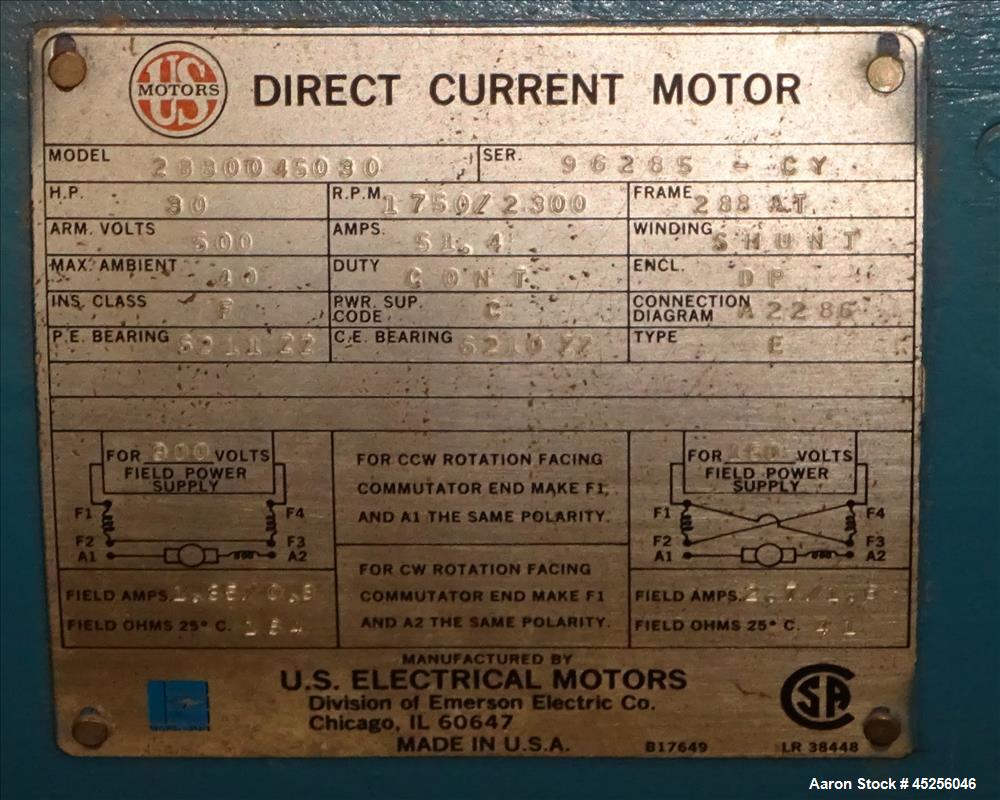 US
MOTORS
DIRECT CURRENT MOTOR
MODEL
SER. 96285 - CY
H.P. 30 R.P.M 1750/2300 FRAME 288 AT
ARM. VOLTS 500 AMPS. 51.4 WINDING SHUNT
MAX. AMBIENT 40 DUTY CONT ENCL. DP
INS. CLASS F PWR. SUP. CODE C CONNECTION DIAGRAM A2286
P.E. BEARING C.E. BEARING TYPE E
FOR VOLTS
FIELD POWER
SUPPLY
F1 F4
F2 F3
A1 A2
FIELD AMPS.
FIELD OHMS 25° C.
FOR CCW ROTATION FACING
COMMUTATOR END MAKE F1,
AND A1 THE SAME POLARITY.
FOR CW ROTATION FACING
COMMUTATOR END MAKE F1
AND A2 THE SAME POLARITY.
FOR VOLTS
FIELD POWER
SUPPLY
F1 F4
F2 F3
A1 A2
FIELD AMPS.
FIELD OHMS 25° C. 41
MANUFACTURED BY
U.S. ELECTRICAL MOTORS
Division of Emerson Electric Co.
Chicago, IL 60647
MADE IN U.S.A.
B17649
SA
LR 38448
Aaron Stock # 45256046